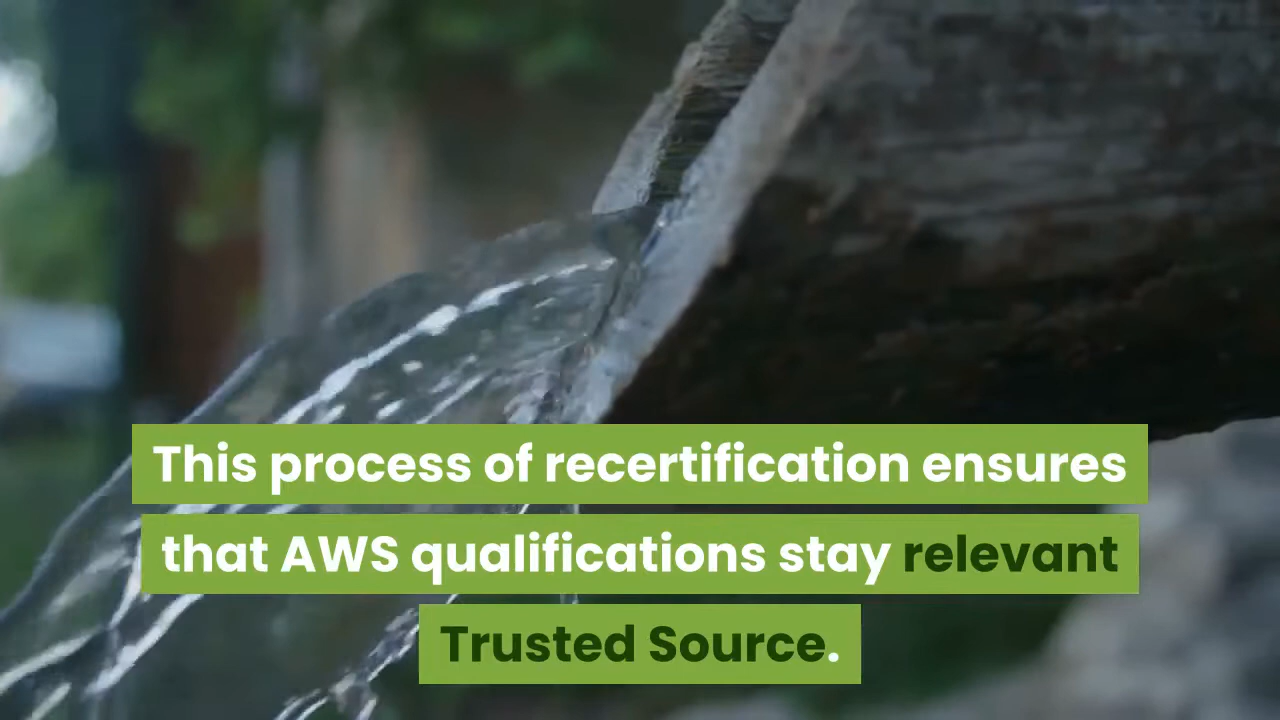 This process of recertification ensures
that AWS qualifications stay relevant
Trusted Source.